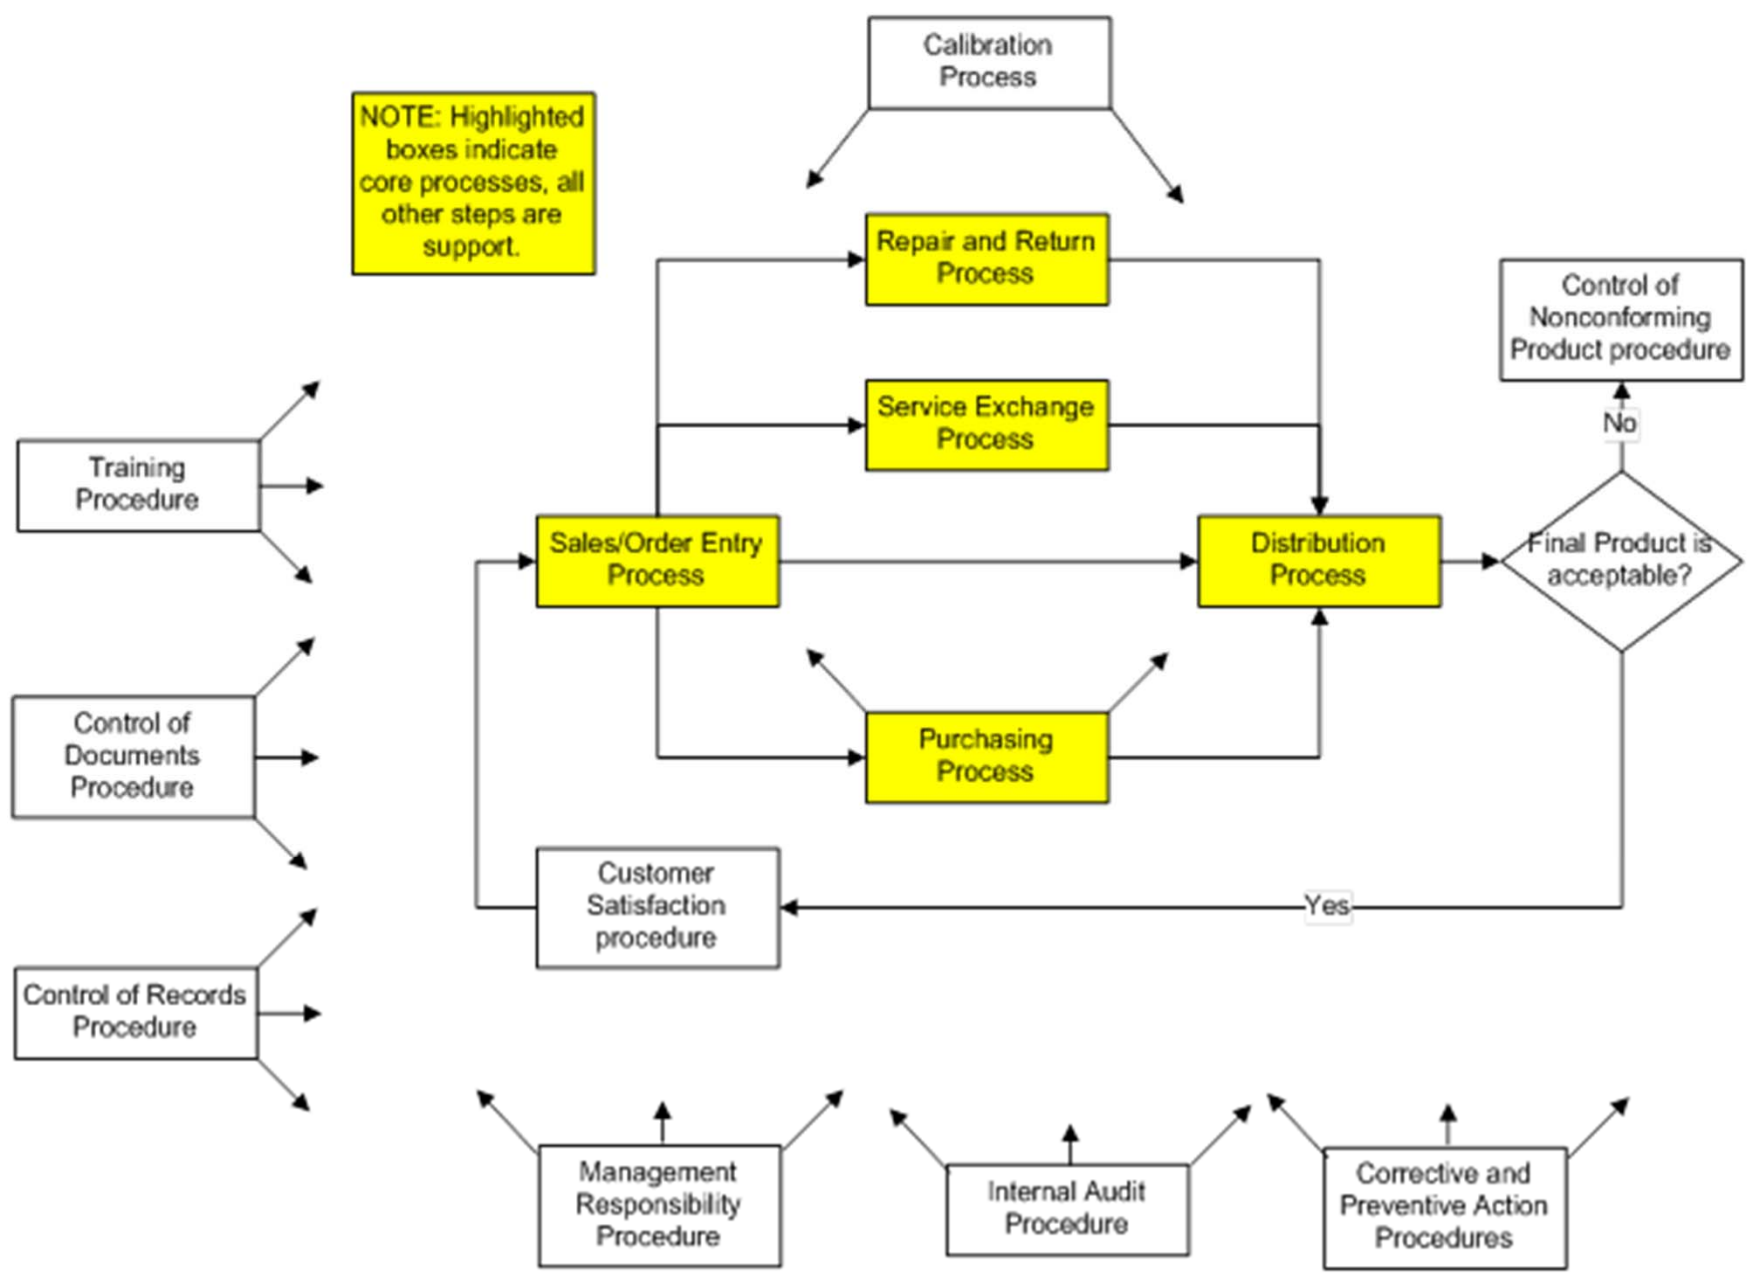 Calibration
Process
NOTE: Highlighted
boxes indicate
core processes, all
other steps are
support.
Repair and Return
Process
Control of
Nonconforming
Product procedure
Service Exchange
Process
No
Training
Procedure
Sales/Order Entry
Process
Distribution
Process
Final Product is
acceptable?
Control of
Documents
Procedure
Purchasing
Process
Customer
Satisfaction
procedure
Yes
Control of Records
Procedure
Management
Responsibility
Procedure
Internal Audit
Procedure
Corrective and
Preventive Action
Procedures